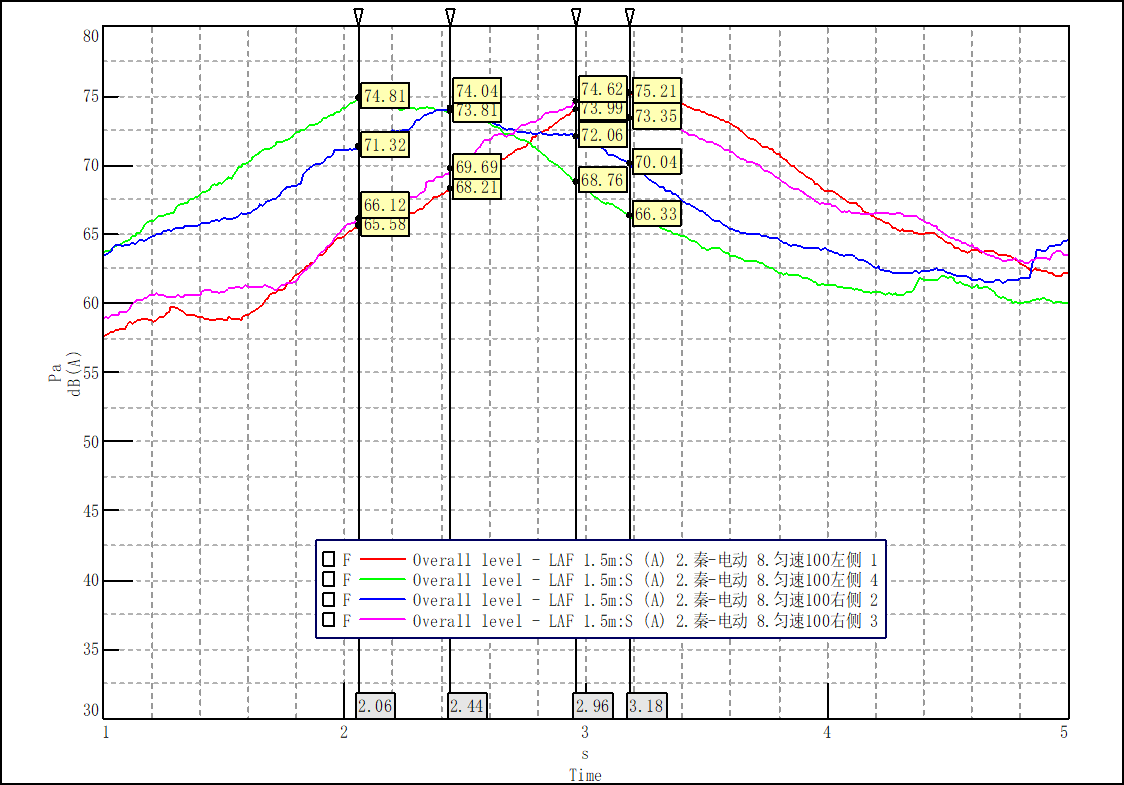 80
75
70
65
60
55
50
45
40
35
30
Pa
dB(A)
74.81
71.32
66.12
65.58
74.04
73.81
69.69
68.21
74.62
73.99
72.06
68.76
75.21
73.35
70.04
66.33
F Overall level - LAF 1.5m:S (A) 2.秦-电动 8.匀速100左侧 1
F Overall level - LAF 1.5m:S (A) 2.秦-电动 8.匀速100左侧 4
F Overall level - LAF 1.5m:S (A) 2.秦-电动 8.匀速100右侧 2
F Overall level - LAF 1.5m:S (A) 2.秦-电动 8.匀速100右侧 3
2.06 2.44 2.96 3.18
1 2 3 4 5
s
Time